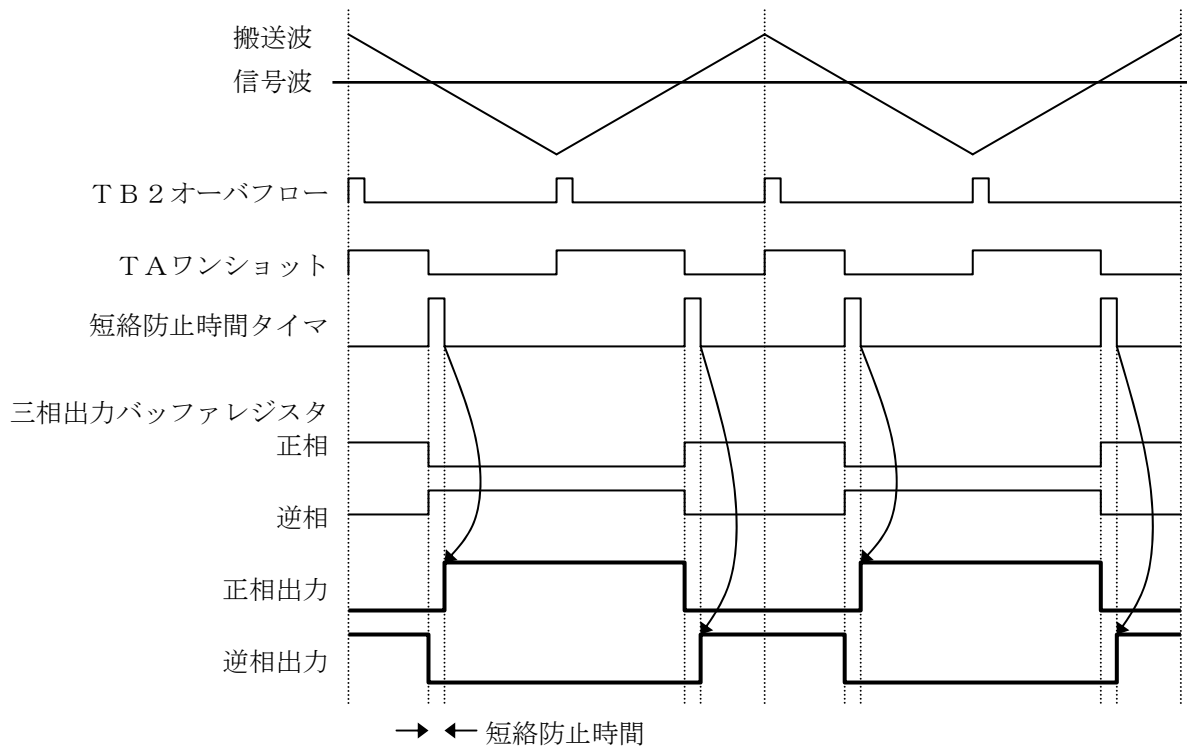 搬送波
信号波
ＴＢ２オーバフロー
ＴＡワンショット
短絡防止時間タイマ
三相出力バッファレジスタ
正相
逆相
正相出力
逆相出力
短絡防止時間